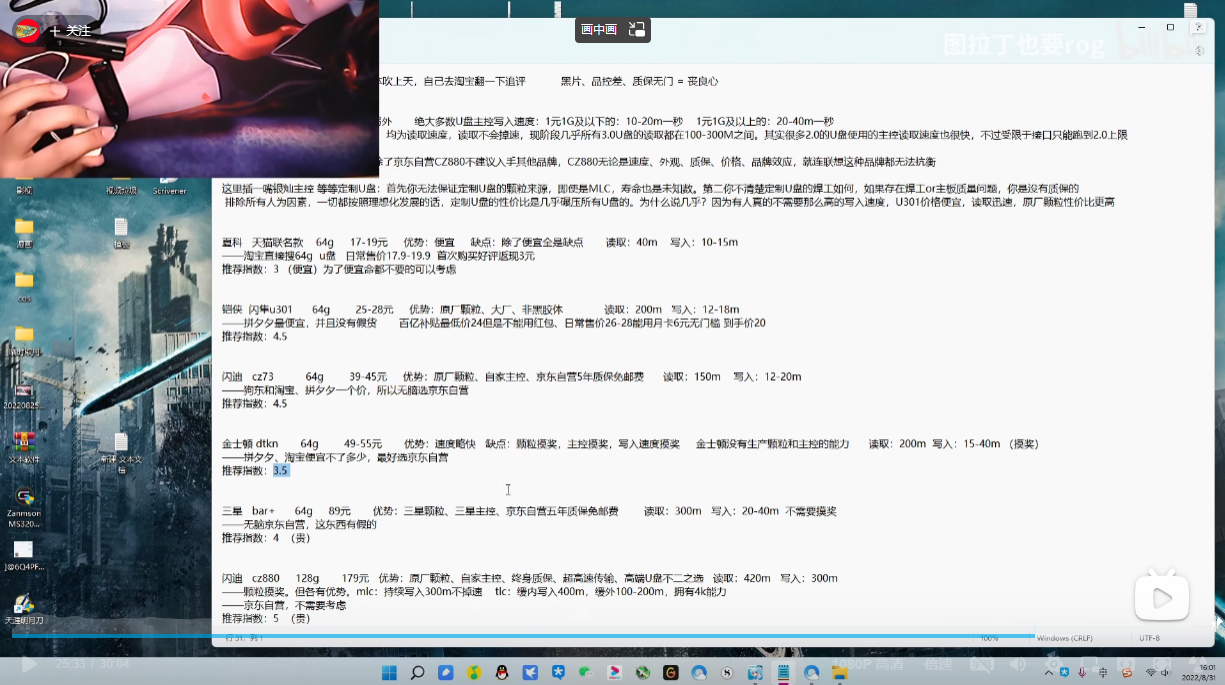 + 关注
画中画
图拉丁也要rog
吹上天，自己去淘宝翻一下追评 黑片、品控差、质保无门 = 丧良心
外 绝大多数U盘主控写入速度：1元1G及以下的：10-20m一秒 1元1G及以上的：20-40m一秒
均为读取速度，读取不会掉速，现阶段几乎所有3.0U盘的读取都在100-300M之间。其实很多2.0的U盘使用的主控读取速度也很快，不过受限于接口只能跑到2.0上限
了京东自营CZ880不建议入手其他品牌，CZ880无论是速度、外观、质保、价格、品牌效应，就连联想这种品牌都无法抗衡
这里插一嘴银灿主控 等等定制U盘：首先你无法保证定制U盘的颗粒来源，即使是MLC，寿命也是未知数。第二你不清楚定制U盘的焊工如何，如果存在焊工or主板质量问题，你是没有质保的
排除所有人为因素，一切都按照理想化发展的话，定制U盘的性价比是几乎碾压所有U盘的。为什么说几乎？因为有人真的不需要那么高的写入速度，U301价格便宜，读取迅速，原厂颗粒性价比更高
夏科 天猫联名款 64g 17-19元 优势：便宜 缺点：除了便宜全是缺点 读取：40m 写入：10-15m
——淘宝直接搜64g u盘 日常售价17.9-19.9 首次购买好评返现3元
推荐指数：3 （便宜）为了便宜命都不要的可以考虑
铠侠 闪隼u301 64g 25-28元 优势：原厂颗粒、大厂、非黑胶体 读取：200m 写入：12-18m
——拼夕夕最便宜，并且没有假货 百亿补贴最低价24但是不能用红包、日常售价26-28能用月卡6元无门槛 到手价20
推荐指数：4.5
闪迪 cz73 64g 39-45元 优势：原厂颗粒、自家主控、京东自营5年质保免邮费 读取：150m 写入：12-20m
——狗东和淘宝、拼夕夕一个价，所以无脑选京东自营
推荐指数：4.5
金士顿 dtkn 64g 49-55元 优势：速度略快 缺点：颗粒摸奖，主控摸奖，写入速度摸奖 金士顿没有生产颗粒和主控的能力 读取：200m 写入：15-40m （摸奖）
——拼夕夕、淘宝便宜不了多少，最好选京东自营
推荐指数：3.5
三星 bar+ 64g 89元 优势：三星颗粒、三星主控、京东自营五年质保免邮费 读取：300m 写入：20-40m 不需要摸奖
——无脑京东自营，这东西有假的
推荐指数：4 （贵）
闪迪 cz880 128g 179元 优势：原厂颗粒、自家主控、终身质保、超高速传输、高端U盘不二之选 读取：420m 写入：300m
——颗粒摸奖。但各有优势。mlc：持续写入300m不掉速 tlc：缓内写入400m，缓外100-200m，拥有4k能力
——京东自营，不需要考虑
推荐指数：5 （贵）
100%
Windows (CRLF)
UTF-8
Scrivener
20220825...
新建 文本文档
Zanmson
MS320...
J@6Q4PF...
天涯明月刀
25:33 / 30:04
1080P 高清
倍速
中
16:01
2022/8/31